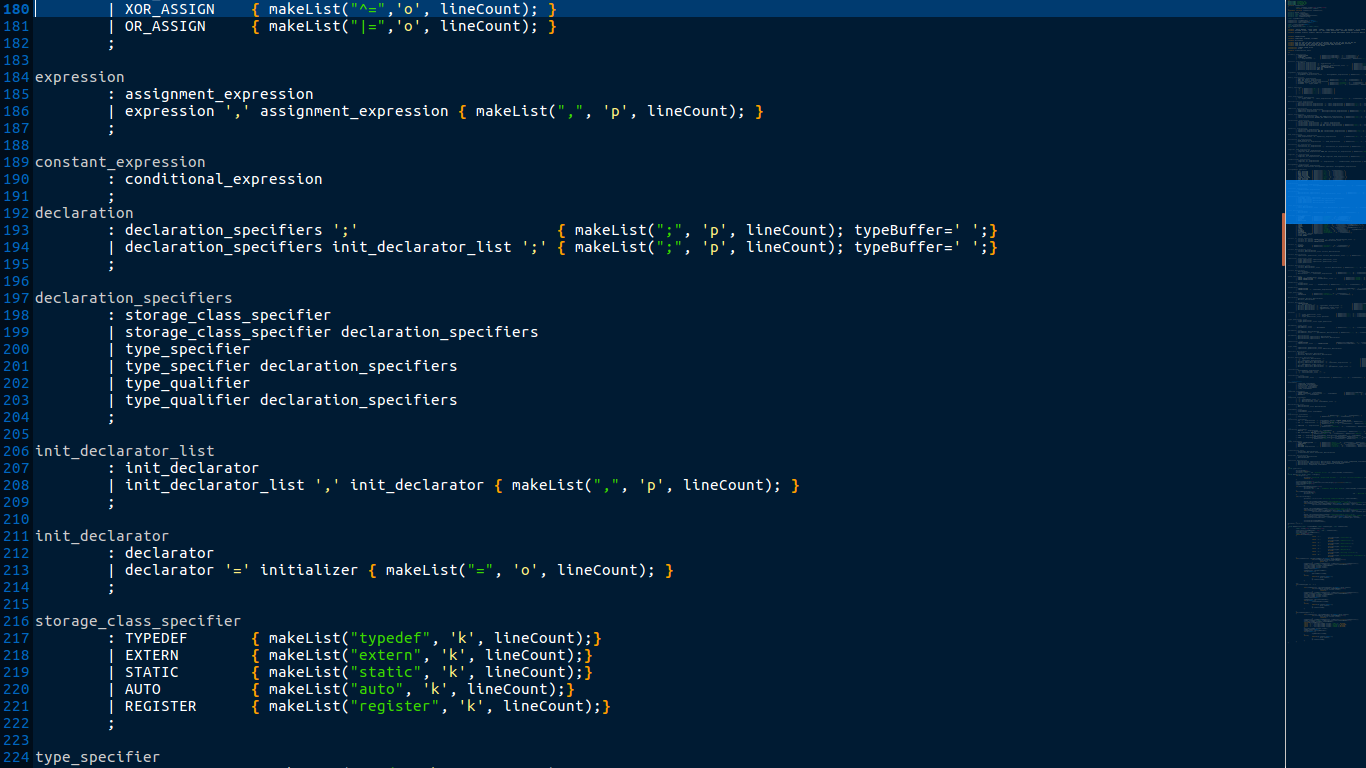 180 | XOR_ASSIGN { makeList("^=",'o', lineCount); }
181 | OR_ASSIGN { makeList("|=",'o', lineCount); }
182 ;
183
184 expression
185 : assignment_expression
186 | expression ',' assignment_expression { makeList(",", 'p', lineCount); }
187 ;
188
189 constant_expression
190 : conditional_expression
191 ;
192 declaration
193 : declaration_specifiers ';' { makeList(";", 'p', lineCount); typeBuffer=' ';}
194 | declaration_specifiers init_declarator_list ';' { makeList(";", 'p', lineCount); typeBuffer=' ';}
195 ;
196
197 declaration_specifiers
198 : storage_class_specifier
199 | storage_class_specifier declaration_specifiers
200 | type_specifier
201 | type_specifier declaration_specifiers
202 | type_qualifier
203 | type_qualifier declaration_specifiers
204 ;
205
206 init_declarator_list
207 : init_declarator
208 | init_declarator_list ',' init_declarator { makeList(",", 'p', lineCount); }
209 ;
210
211 init_declarator
212 : declarator
213 | declarator '=' initializer { makeList("=", 'o', lineCount); }
214 ;
215
216 storage_class_specifier
217 : TYPEDEF { makeList("typedef", 'k', lineCount);}
218 | EXTERN { makeList("extern", 'k', lineCount);}
219 | STATIC { makeList("static", 'k', lineCount);}
220 | AUTO { makeList("auto", 'k', lineCount);}
221 | REGISTER { makeList("register", 'k', lineCount);}
222 ;
223
224 type_specifier